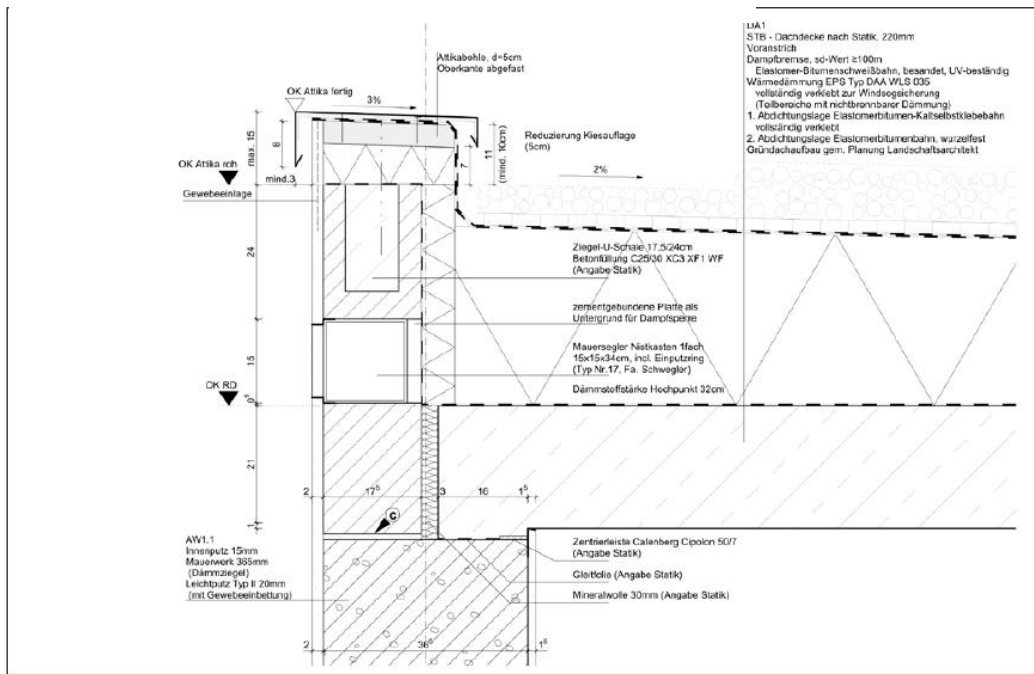 DA1
STB - Dachdecke nach Statik, 220mm
Voranstrich
Dampfbremse, sd-Wert ≥100m
Elastomer-Bitumenschweißbahn, besandet, UV-beständig
Wärmedämmung EPS Typ DAA WLS 035
vollständig verklebt zur Windsogsicherung
(Teilbereiche mit nichtbrennbarer Dämmung)
1. Abdichtungslage Elastomerbitumen-Kaltselbstklebebahn
vollständig verklebt
2. Abdichtungslage Elastomerbitumenbahn, wurzelfest
Gründachaufbau gem. Planung Landschaftsarchitekt
Attikabohle, d=5cm
Oberkante abgefast
OK Attika fertig
3%
max. 15
8
7
11
(mind. 10cm)
Reduzierung Kiesauflage
(5cm)
OK Attika roh
mind.3
2%
Gewebeeinlage
24
Ziegel-U-Schale 17,5/24cm
Betonfüllung C25/30 XC3 XF1 WF
(Angabe Statik)
zementgebundene Platte als
Untergrund für Dampfsperre
15
Mauersegler Nistkasten 1fach
15x15x34cm, incl. Einputzring
(Typ Nr.17, Fa. Schwegler)
OK RD
Dämmstoffstärke Hochpunkt 32cm
0⁵
21
2 17⁵ 3 16 1⁵
G
1
AW1.1
Innenputz 15mm
Mauerwerk 365mm
(Dämmziegel)
Leichtputz Typ II 20mm
(mit Gewebeeinbettung)
Zentrierleiste Calenberg Cipolon 50/7
(Angabe Statik)
Gleitfolie (Angabe Statik)
Mineralwolle 30mm (Angabe Statik)
2 36⁵ 1⁵